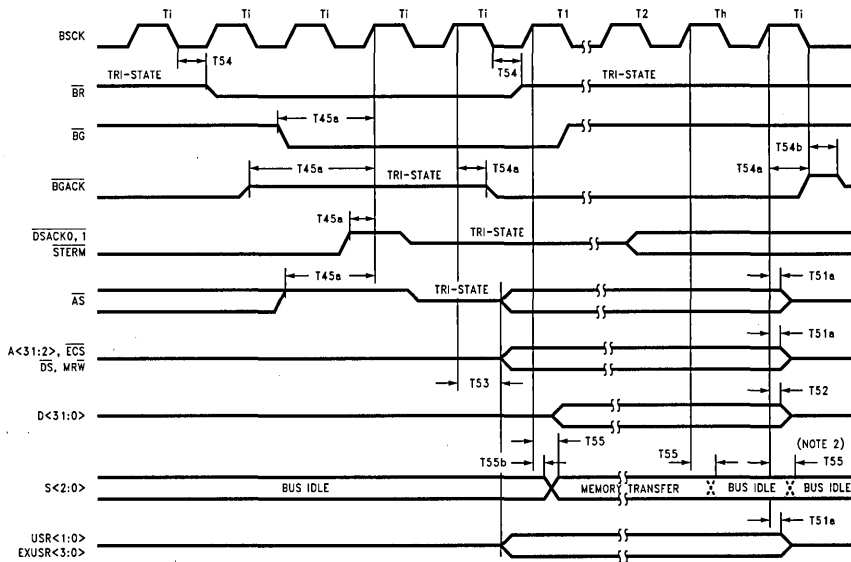 Ti Ti Ti Ti Ti T1 T2 Th Ti
BSCK
T54 T54
TRI-STATE TRI-STATE
BR
T45a
BG
T54b
T45a TRI-STATE T54a T54a
BGACK
T45a
DSACK0, 1
STERM
TRI-STATE
T45a TRI-STATE T51a
AS
T51a
A<31:2>, ECS
DS, MRW
T53 T52
D<31:0>
(NOTE 2)
T55b T55 T55 T55
S<2:0> BUS IDLE MEMORY TRANSFER BUS IDLE BUS IDLE
T51a
USR<1:0>
EXUSR<3:0>